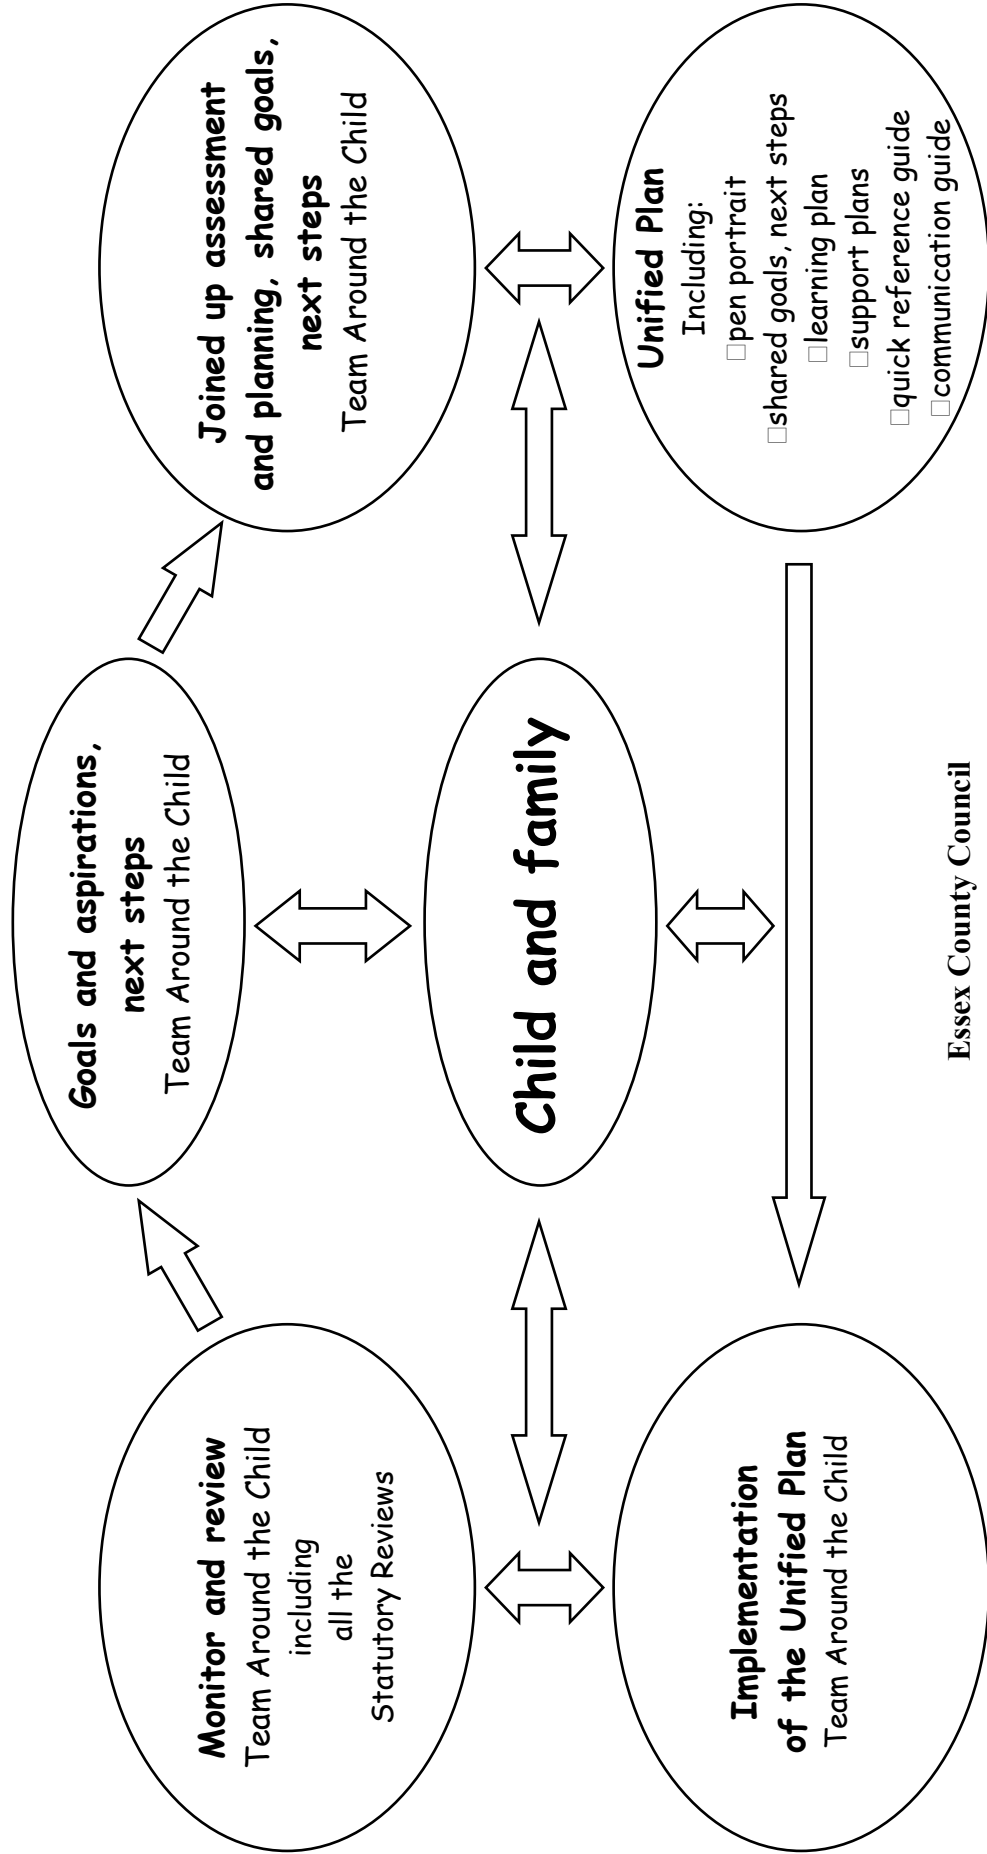 Goals and aspirations,
next steps
Team Around the Child
Joined up assessment
and planning, shared goals,
next steps
Team Around the Child
Unified Plan
Including:
□pen portrait
□shared goals, next steps
□learning plan
□support plans
□quick reference guide
□communication guide
Implementation
of the Unified Plan
Team Around the Child
Monitor and review
Team Around the Child
including
all the
Statutory Reviews
Child and family
Essex County Council